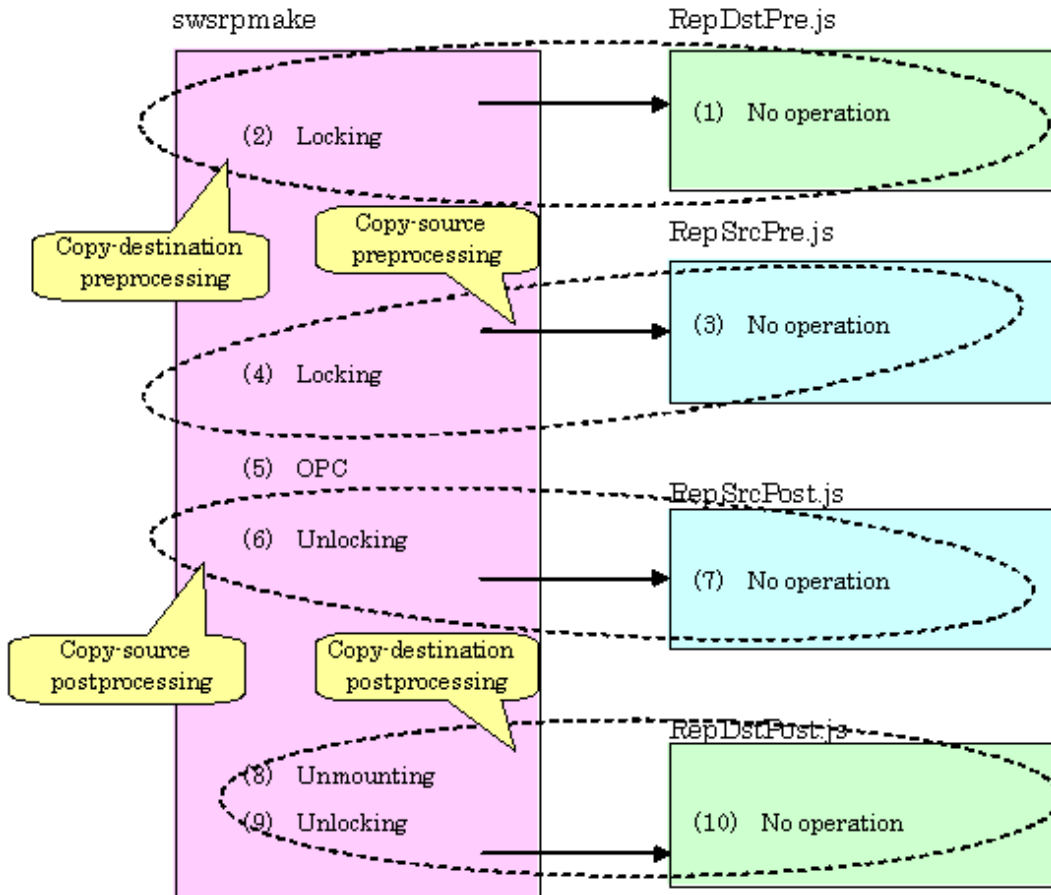 swsrpmake
RepDstPre.js
(1) No operation
(2) Locking
Copy-destination
preprocessing
Copy-source
preprocessing
RepSrcPre.js
(3) No operation
(4) Locking
(5) OPC
RepSrcPost.js
(6) Unlocking
(7) No operation
Copy-source
postprocessing
Copy-destination
postprocessing
RepDstPost.js
(8) Unmounting
(9) Unlocking
(10) No operation